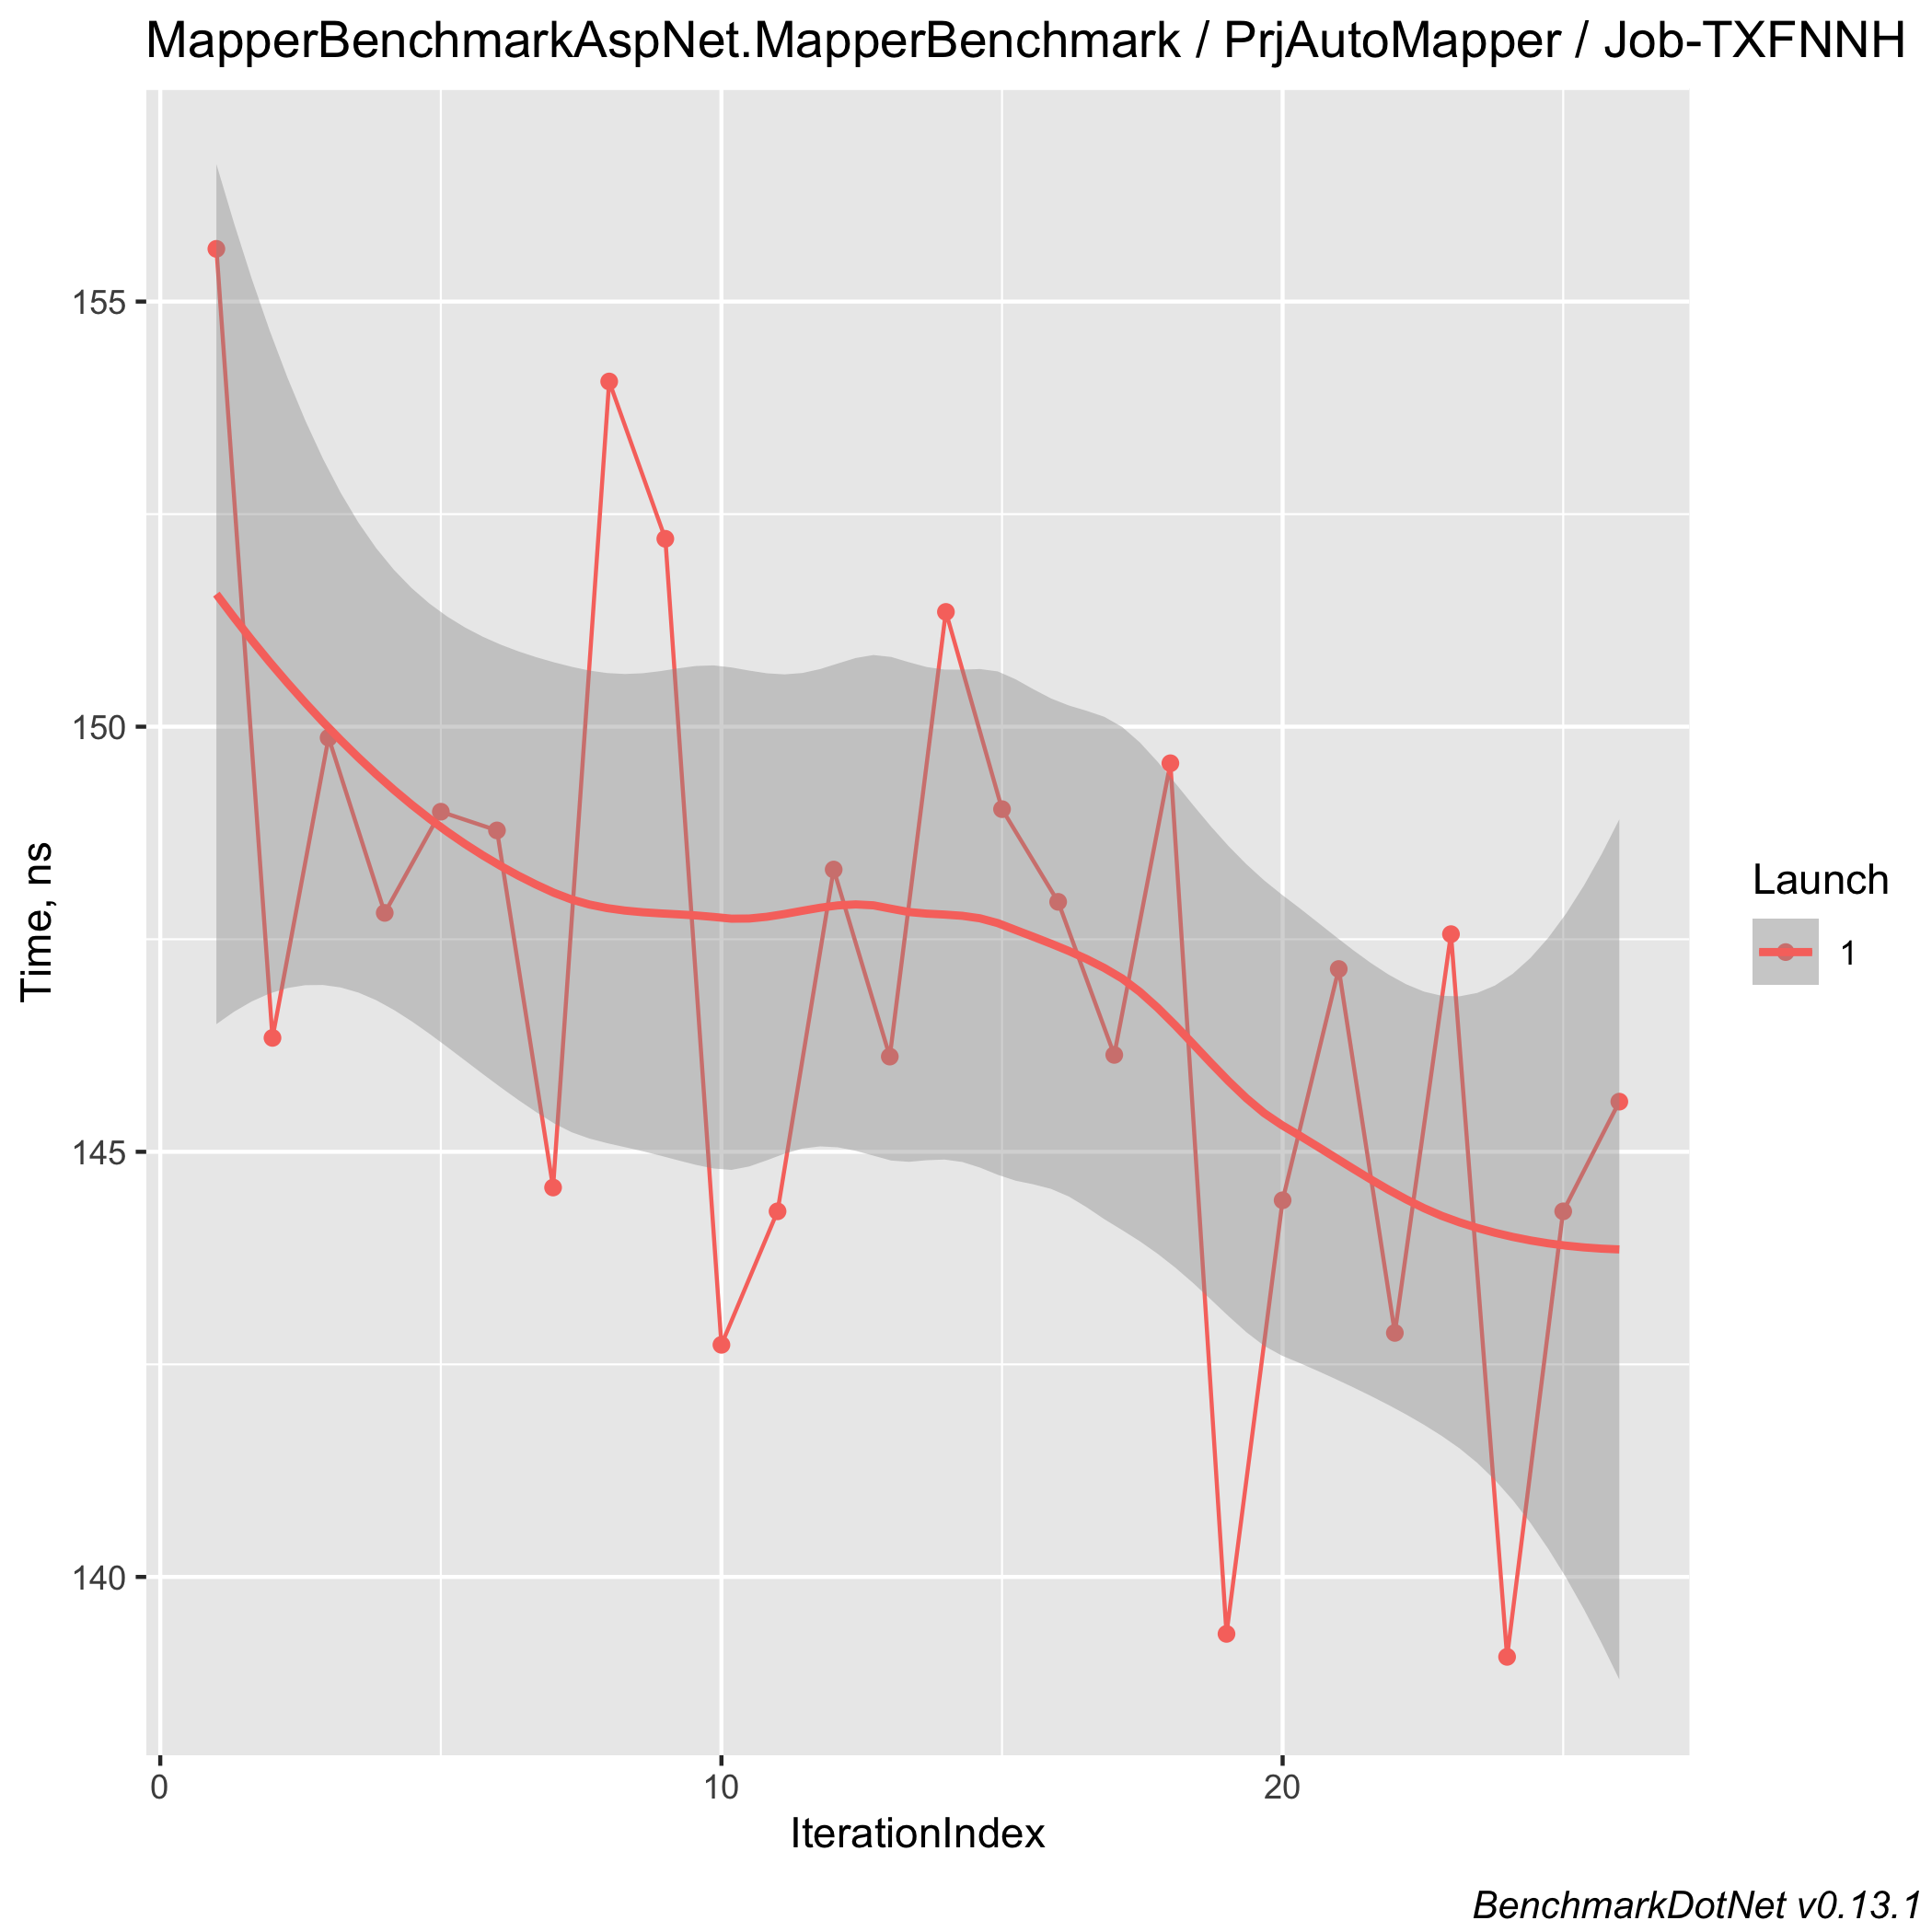 MapperBenchmarkAspNet.MapperBenchmark / PrjAutoMapper / Job-TXFNNH
155
150
145
140
Time, ns
0 10 20
IterationIndex
Launch
1
BenchmarkDotNet v0.13.1